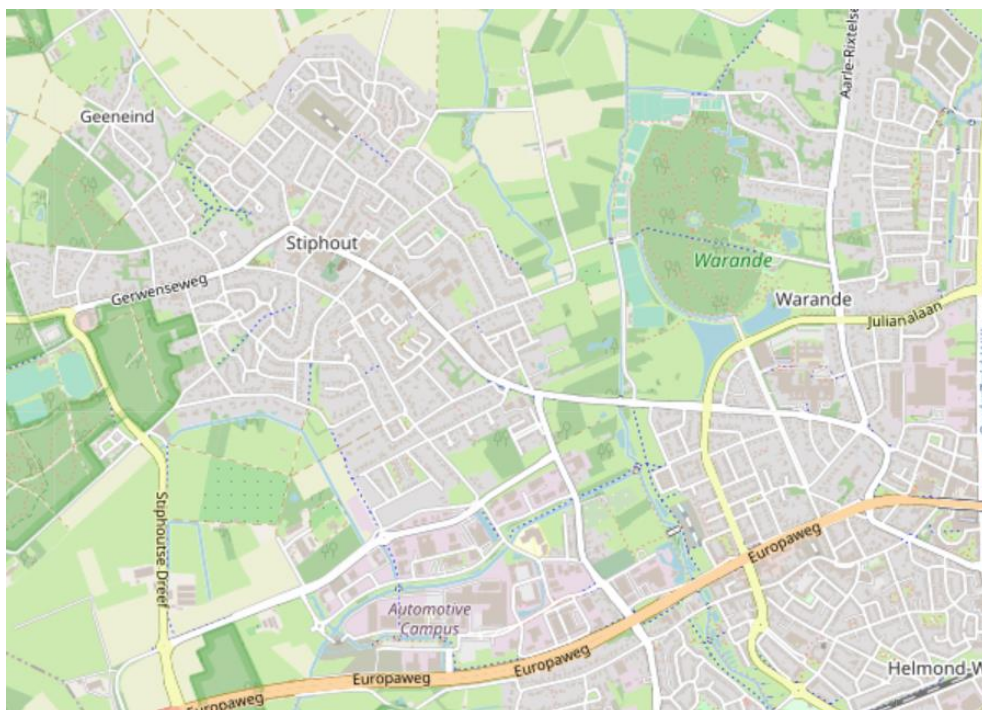 Aarle-Rixtelse
Geeneind
Stiphout
Warande
Gerwenseweg
Warande
Julianalaan
Stiphoutse Dreef
Europaweg
Automotive
Campus
Europaweg
Europaweg
Europaweg
Helmond-W